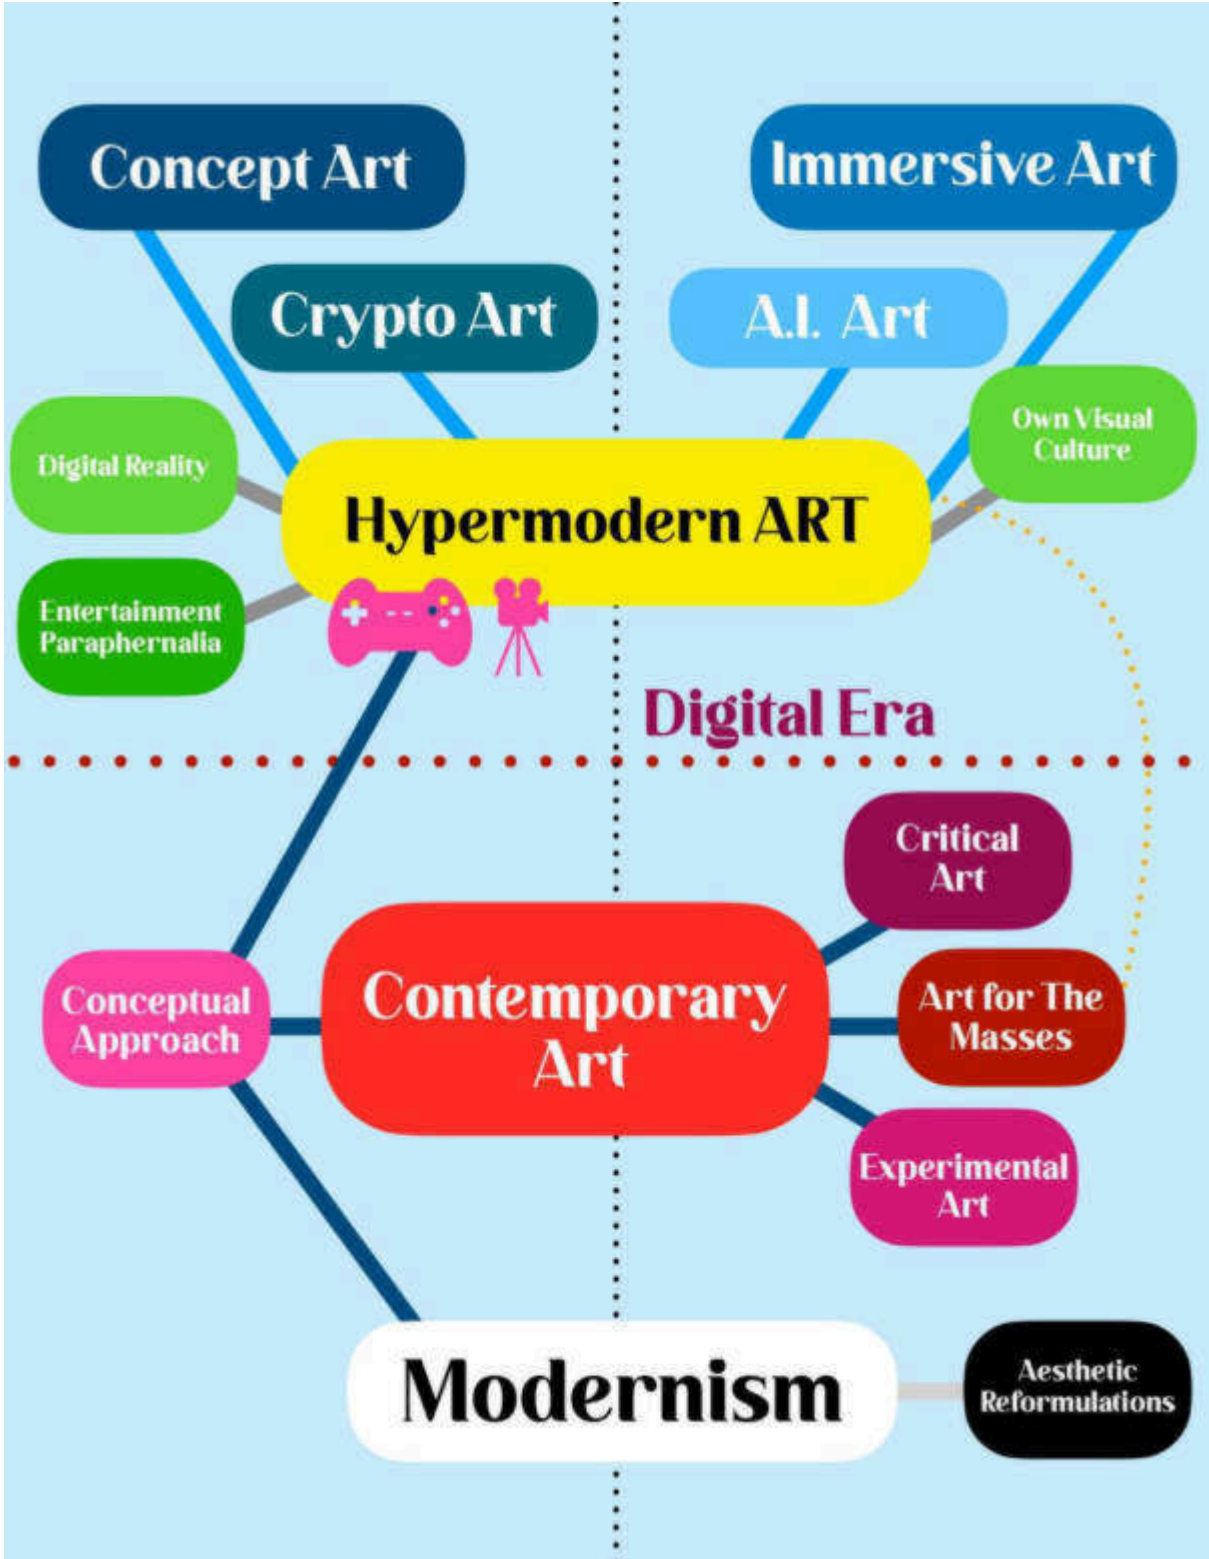 Concept Art
Immersive Art
Crypto Art
A.I. Art
Own Visual
Culture
Digital Reality
Hypermodern ART
Entertainment
Paraphernalia
Digital Era
Critical
Art
Contemporary
Art
Conceptual
Approach
Art for The
Masses
Experimental
Art
Modernism
Aesthetic
Reformulations